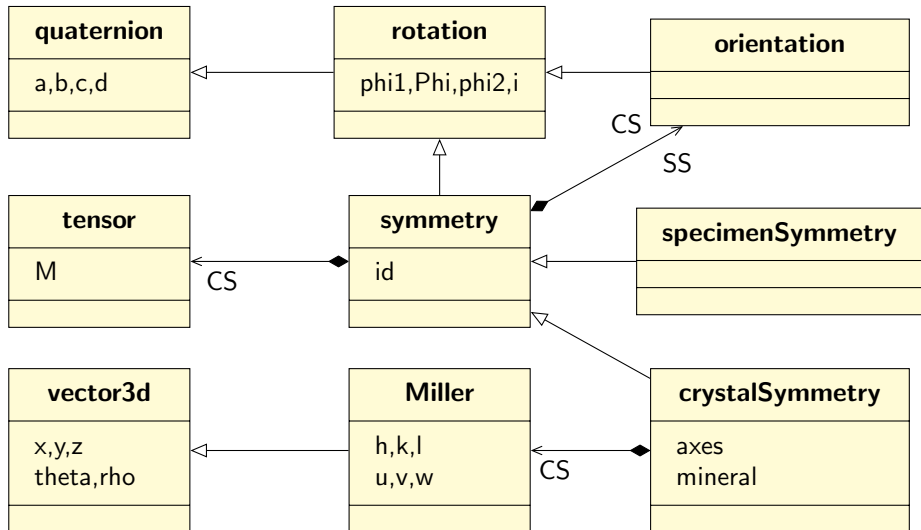 quaternion
a,b,c,d
rotation
phi1,Phi,phi2,i
orientation
CS
SS
tensor
M
CS
symmetry
id
specimenSymmetry
vector3d
x,y,z
theta,rho
Miller
h,k,l
u,v,w
CS
crystalSymmetry
axes
mineral